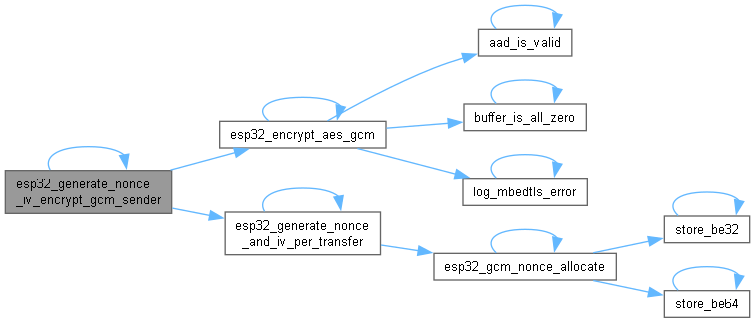 aad_is_valid
buffer_is_all_zero
esp32_encrypt_aes_gcm
log_mbedtls_error
esp32_generate_nonce
_iv_encrypt_gcm_sender
esp32_generate_nonce
_and_iv_per_transfer
store_be32
esp32_gcm_nonce_allocate
store_be64